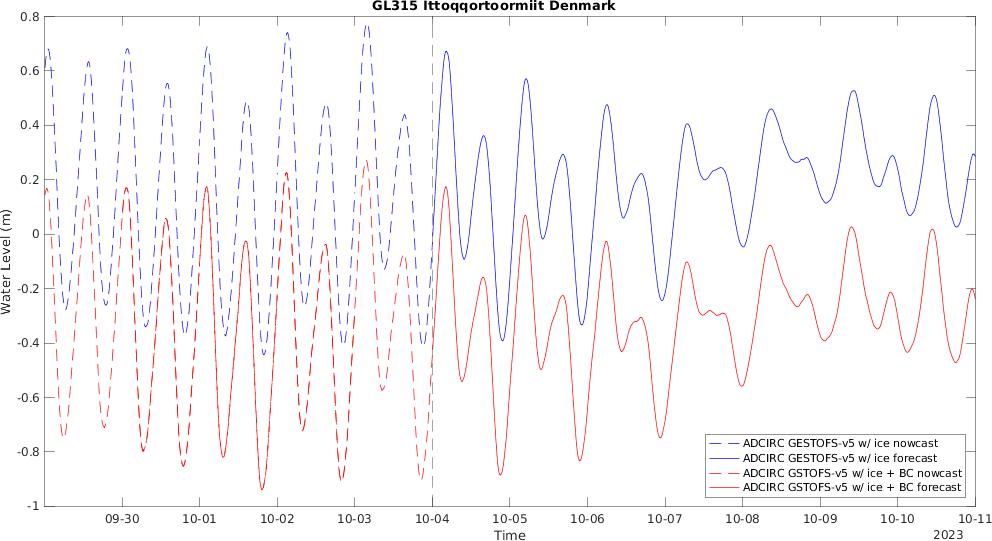 GL315 Ittoqqortoormiit Denmark
0.8
0.6
0.4
0.2
0
-0.2
-0.4
-0.6
-0.8
-1
Water Level (m)
09-30 10-01 10-02 10-03 10-04 10-05 10-06 10-07 10-08 10-09 10-10 10-11
Time
2023
ADCIRC GESTOFS-v5 w/ ice nowcast
ADCIRC GESTOFS-v5 w/ ice forecast
ADCIRC GSTOFS-v5 w/ ice + BC nowcast
ADCIRC GSTOFS-v5 w/ ice + BC forecast